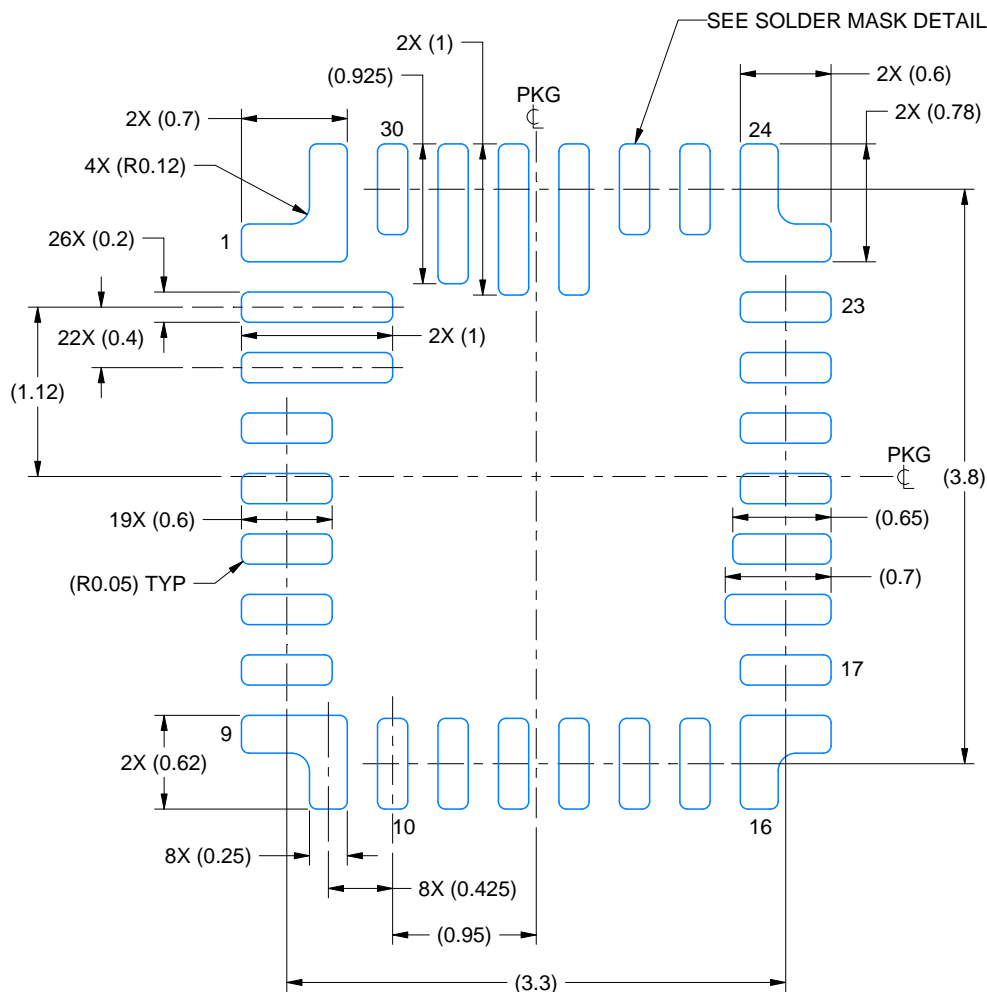 SEE SOLDER MASK DETAIL
2X (1)
(0.925)
2X (0.6)
PKG
2X (0.7)
30
24
2X (0.78)
4X (R0.12)
1
26X (0.2)
23
22X (0.4)
2X (1)
(1.12)
PKG
(3.8)
19X (0.6)
(0.65)
(R0.05) TYP
(0.7)
17
9
2X (0.62)
10
16
8X (0.25)
8X (0.425)
(0.95)
(3.3)